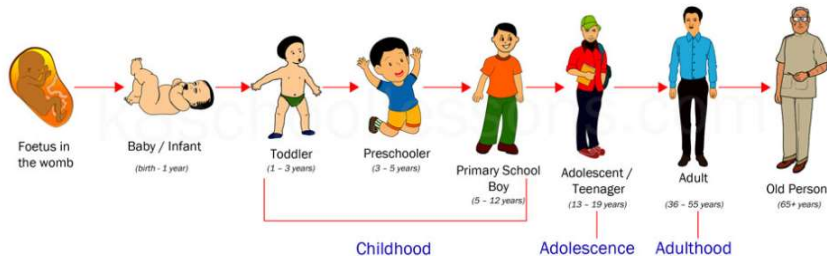 Foetus in
the womb
Baby / Infant
(birth - 1 year)
Toddler
(1 – 3 years)
Preschooler
(3 – 5 years)
Primary School
Boy
(5 – 12 years)
Adolescent /
Teenager
(13 – 19 years)
Adult
(36 – 55 years)
Old Person
(65+ years)
Childhood
Adolescence
Adulthood